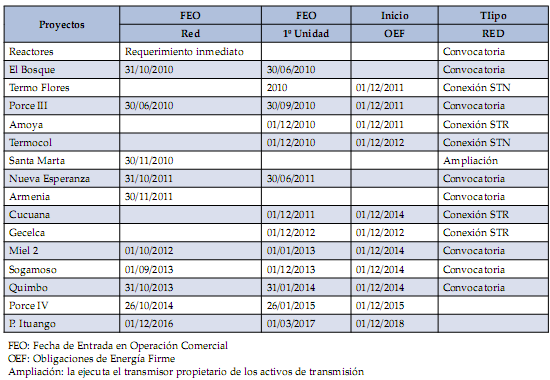 Proyectos FEO FEO Inicio TIipo
Red 1ª Unidad OEF RED
Reactores Requerimiento inmediato Convocatoria
El Bosque 31/10/2010 30/06/2010 Convocatoria
Termo Flores 2010 01/12/2011 Conexión STN
Porce III 30/06/2010 30/09/2010 01/12/2011 Convocatoria
Amoya 01/12/2010 01/12/2011 Conexión STR
Termocol 01/12/2010 01/12/2012 Conexión STN
Santa Marta 30/11/2010 Ampliación
Nueva Esperanza 31/10/2011 30/06/2011 Convocatoria
Armenia 30/11/2011 Convocatoria
Cucuana 01/12/2011 01/12/2014 Conexión STR
Gecelca 01/12/2012 01/12/2012 Conexión STR
Miel 2 01/10/2012 01/01/2013 01/12/2014 Convocatoria
Sogamoso 01/09/2013 01/12/2013 01/12/2014 Convocatoria
Quimbo 31/10/2013 31/01/2014 01/12/2014 Convocatoria
Porce IV 26/10/2014 26/01/2015 01/12/2015
P. Ituango 01/12/2016 01/03/2017 01/12/2018
FEO: Fecha de Entrada en Operación Comercial
OEF: Obligaciones de Energía Firme
Ampliación: la ejecuta el transmisor propietario de los activos de transmisión